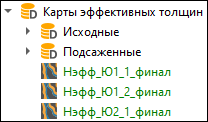 Карты эффективных толщин
Исходные
Подсаженные
Нэфф_Ю1_1_финал
Нэфф_Ю1_2_финал
Нэфф_Ю2_1_финал